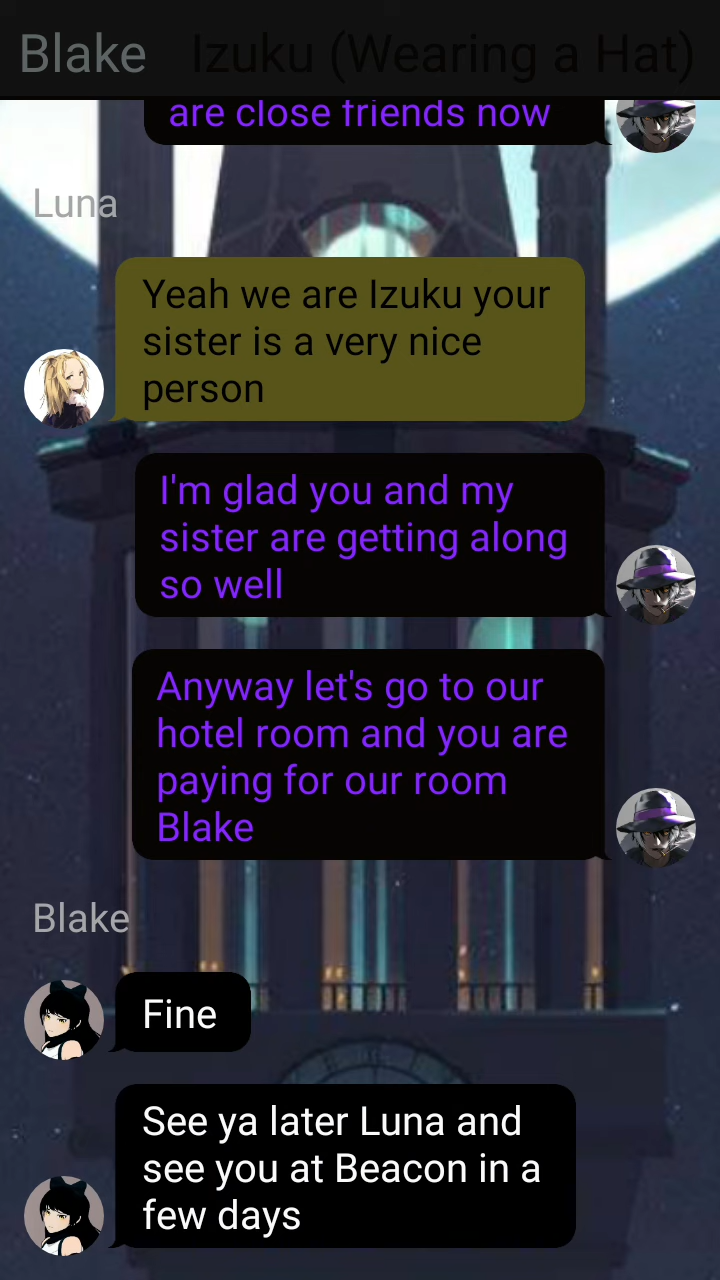 Blake Izuku (Wearing a Hat)
are close friends now
Luna
Yeah we are Izuku your
sister is a very nice
person
I'm glad you and my
sister are getting along
so well
Anyway let's go to our
hotel room and you are
paying for our room
Blake
Blake
Fine
See ya later Luna and
see you at Beacon in a
few days